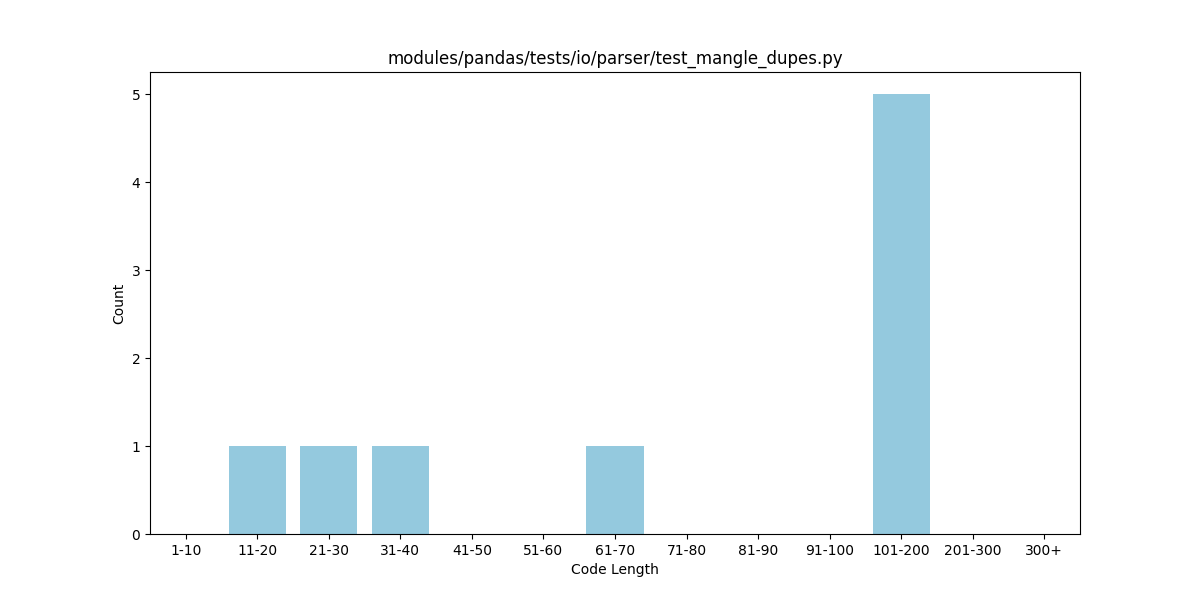 modules/pandas/tests/io/parser/test_mangle_dupes.py
5
4
3
2
1
0
Count
1-10 11-20 21-30 31-40 41-50 51-60 61-70 71-80 81-90 91-100 101-200 201-300 300+
Code Length